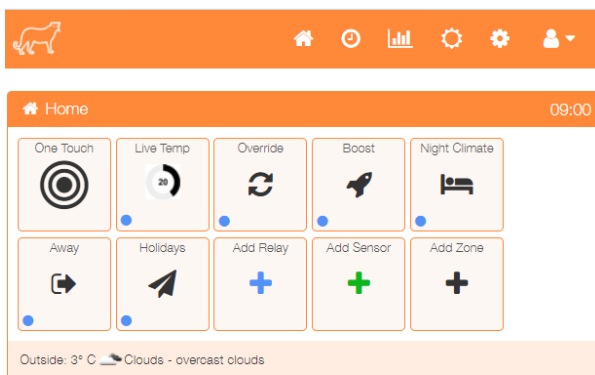 Home 09:00
One Touch Live Temp Override Boost Night Climate
20
Away Holidays Add Relay Add Sensor Add Zone
Outside: 3° C Clouds - overcast clouds